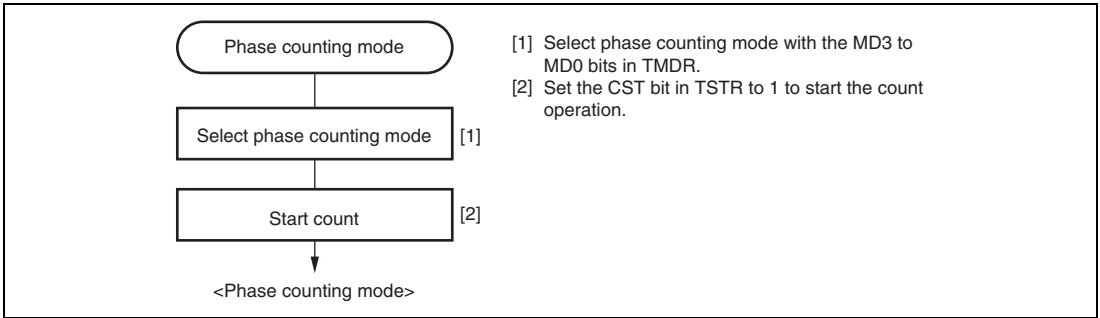 Phase counting mode
Select phase counting mode
[1]
Start count
[2]
<Phase counting mode>
[1] Select phase counting mode with the MD3 to
MD0 bits in TMDR.
[2] Set the CST bit in TSTR to 1 to start the count
operation.